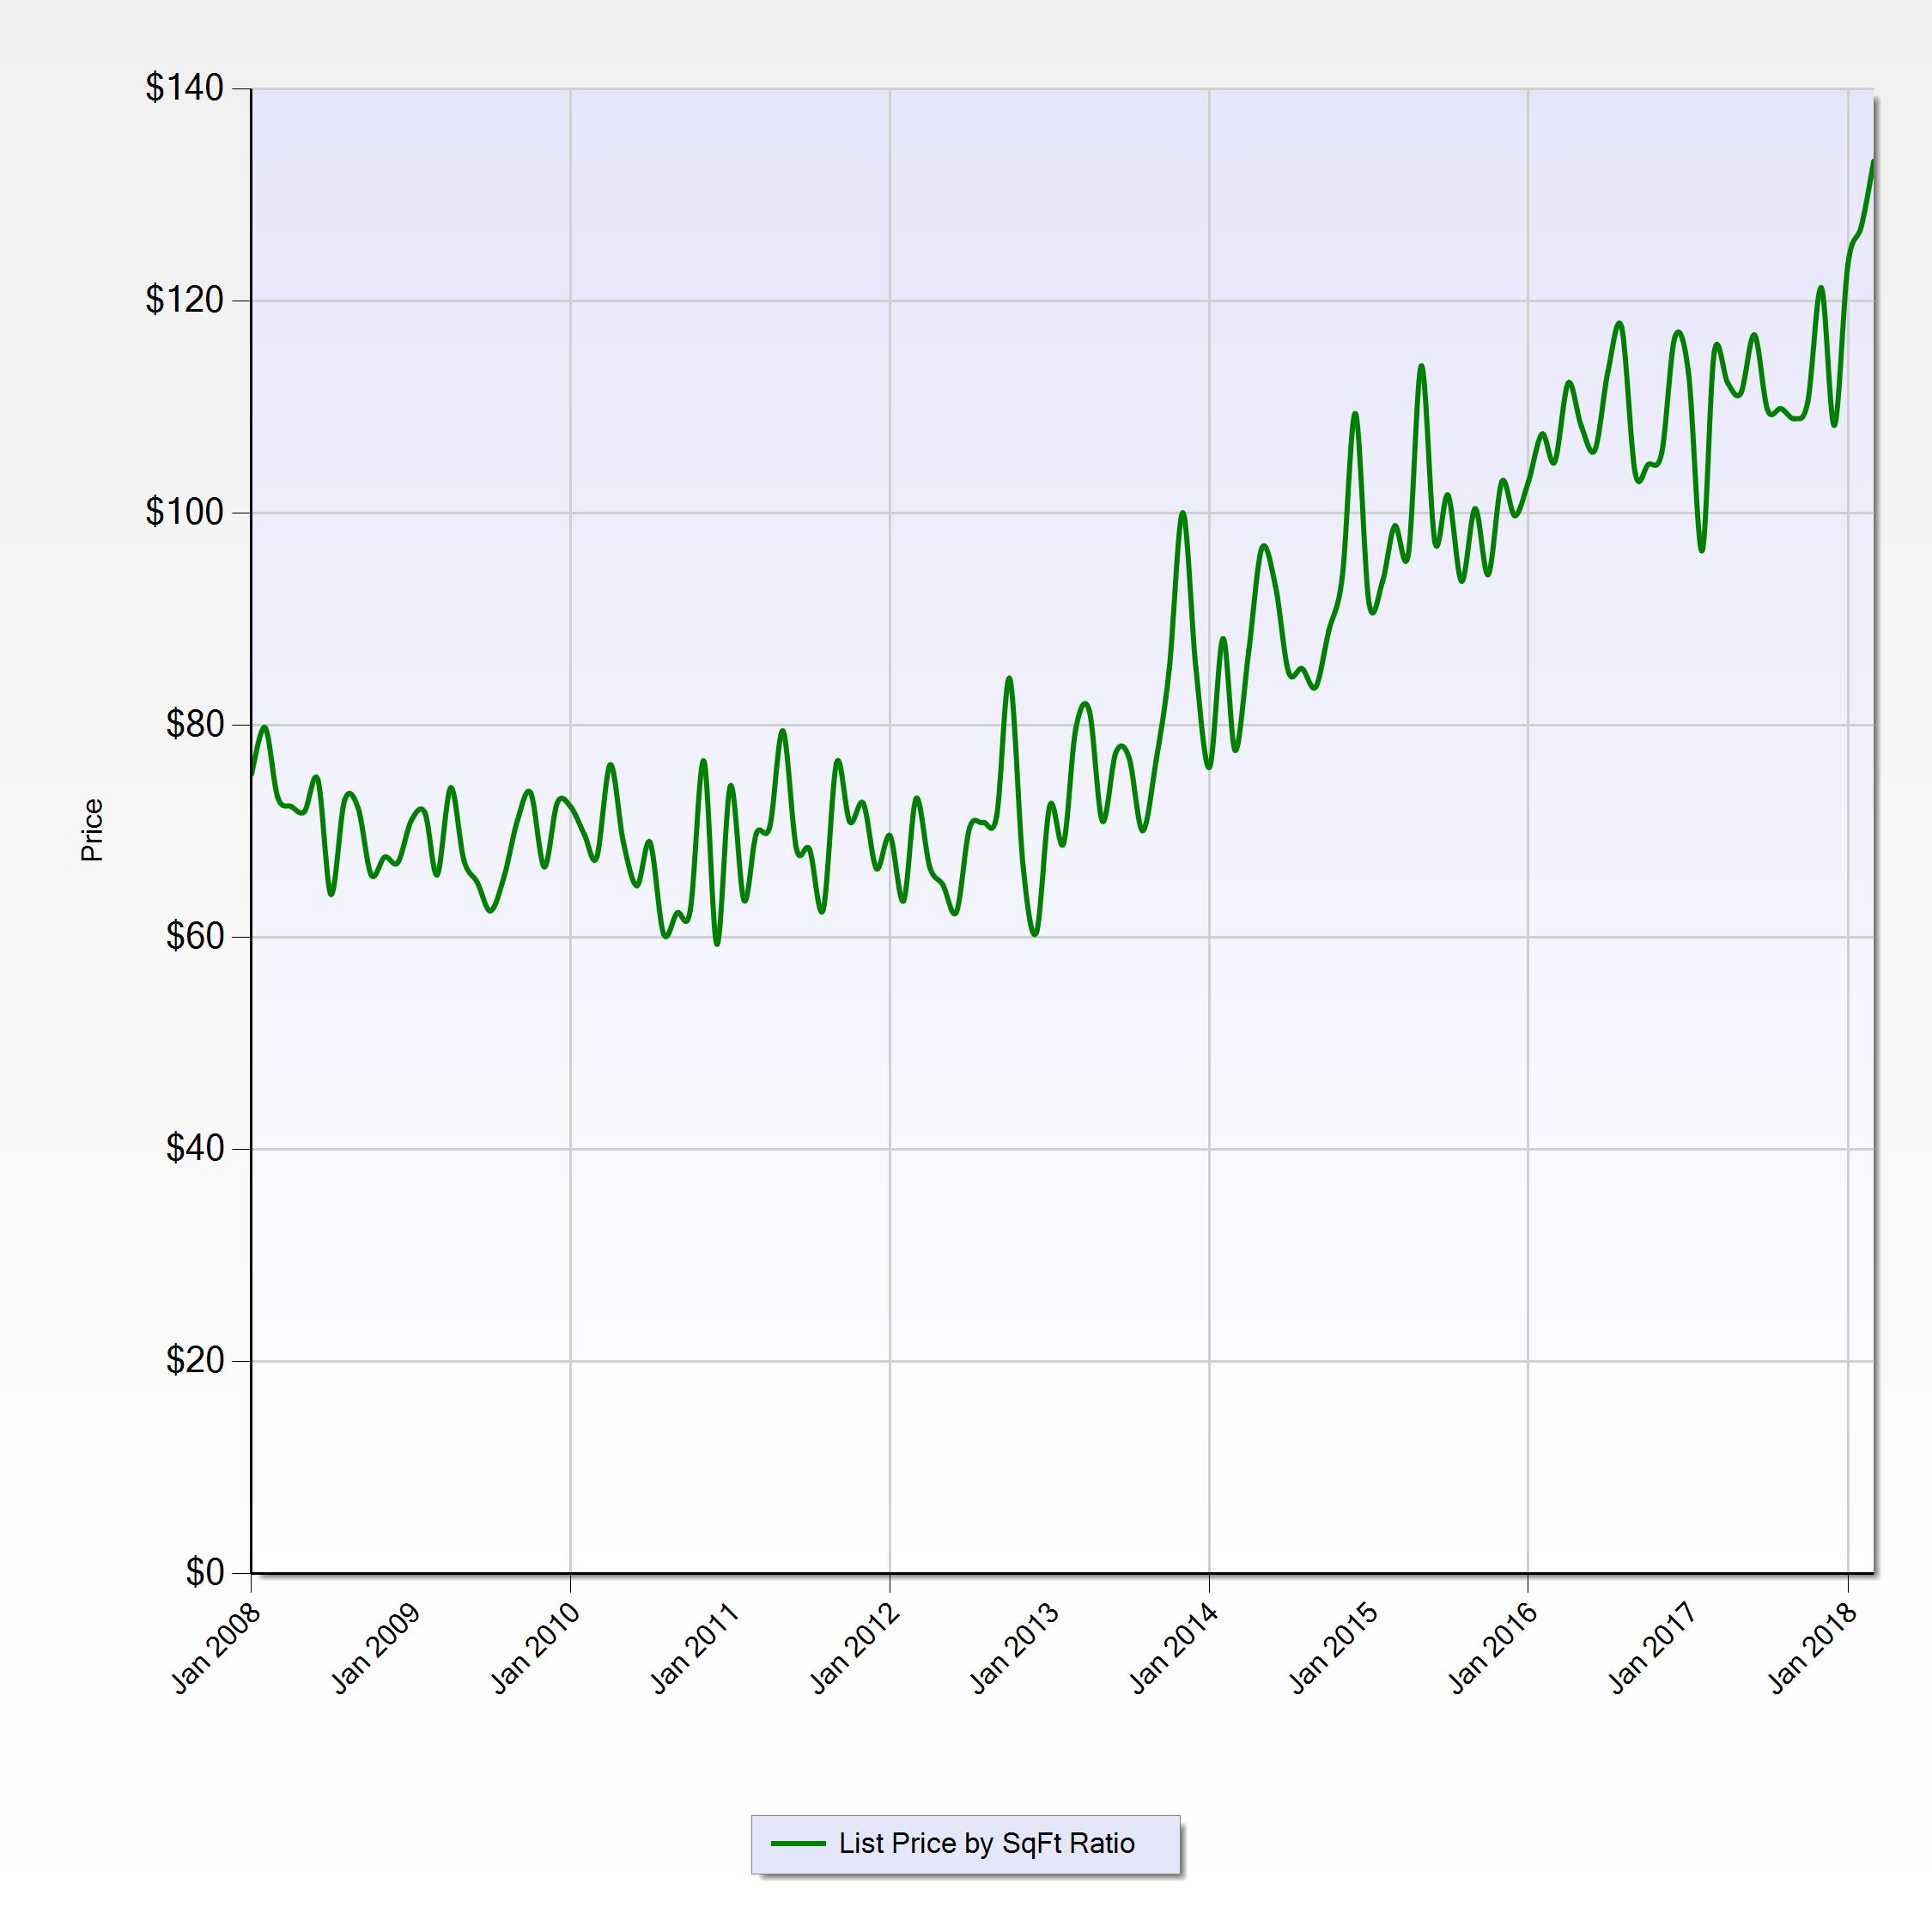 $140
$120
$100
$80
$60
$40
$20
$0
Price
Jan 2008
Jan 2009
Jan 2010
Jan 2011
Jan 2012
Jan 2013
Jan 2014
Jan 2015
Jan 2016
Jan 2017
Jan 2018
List Price by SqFt Ratio